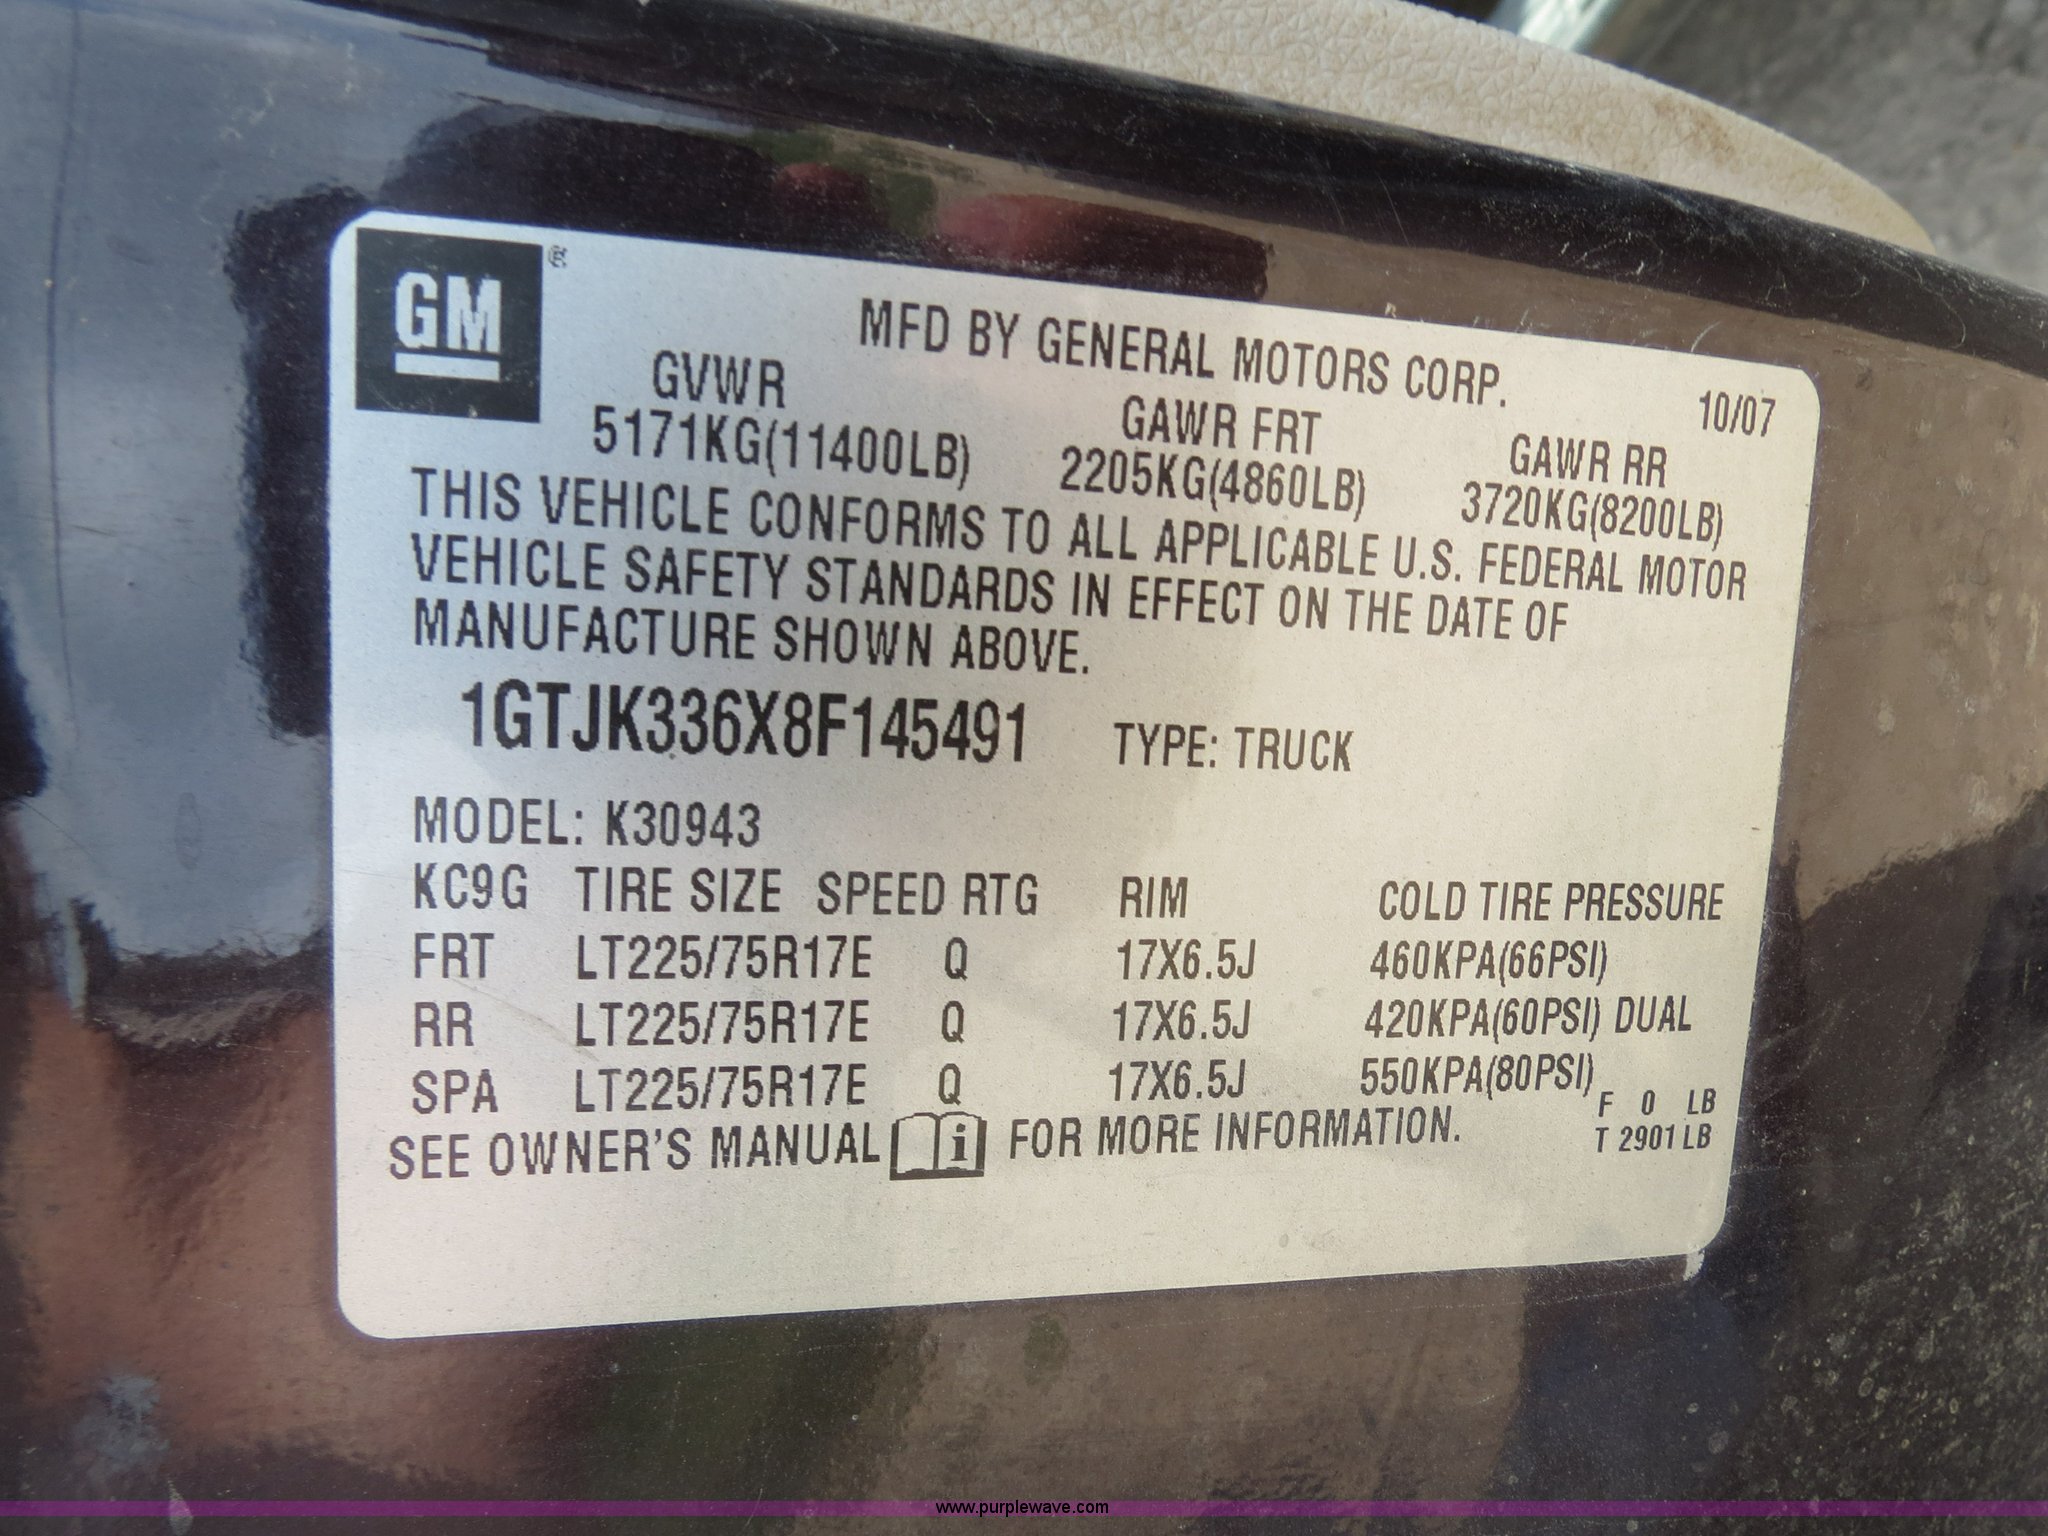 GM®
MFD BY GENERAL MOTORS CORP.
10/07
GVWR GAWR FRT GAWR RR
5171KG(11400LB) 2205KG(4860LB) 3720KG(8200LB)
THIS VEHICLE CONFORMS TO ALL APPLICABLE U.S. FEDERAL MOTOR
VEHICLE SAFETY STANDARDS IN EFFECT ON THE DATE OF
MANUFACTURE SHOWN ABOVE.
1GTJK336X8F145491 TYPE: TRUCK
MODEL: K30943
KC9G TIRE SIZE SPEED RTG RIM COLD TIRE PRESSURE
FRT LT225/75R17E Q 17X6.5J 460KPA(66PSI)
RR LT225/75R17E Q 17X6.5J 420KPA(60PSI) DUAL
SPA LT225/75R17E Q 17X6.5J 550KPA(80PSI)
F 0 LB
T 2901LB
SEE OWNER'S MANUAL i FOR MORE INFORMATION.
www.purplewave.com